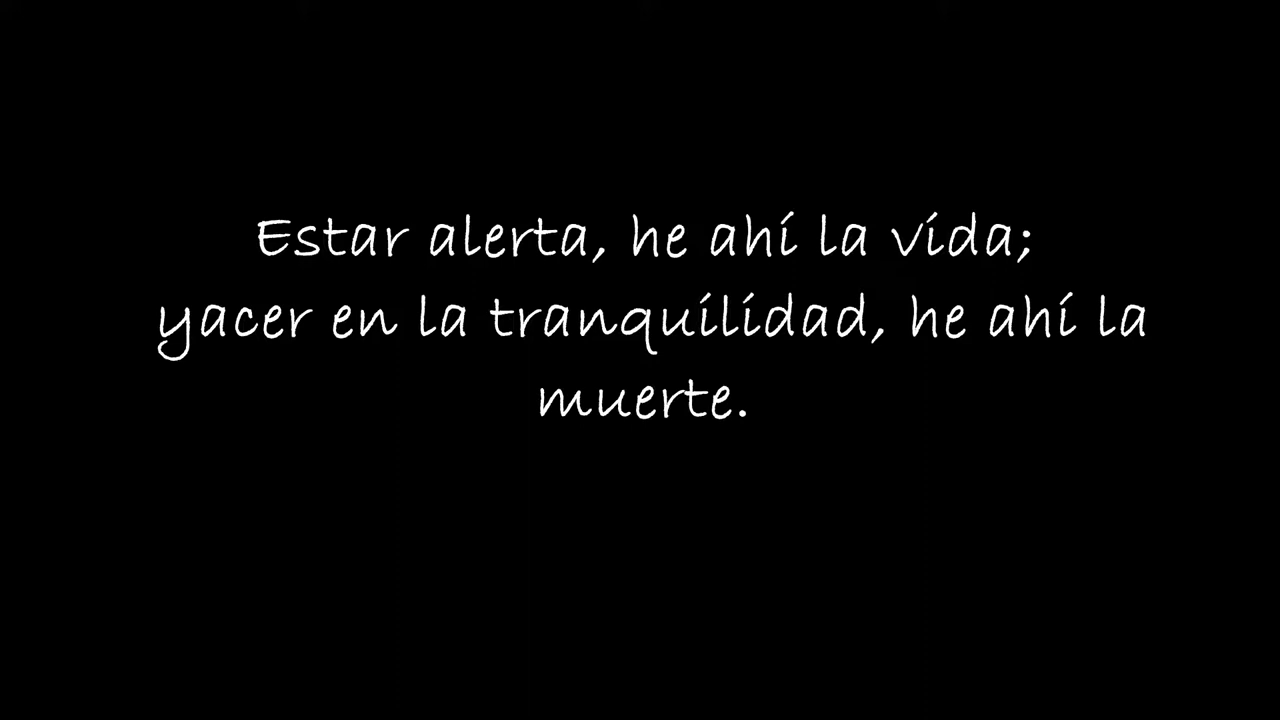 Estar alerta, he ahí la vida;
yacer en la tranquilidad, he ahí la
muerte.